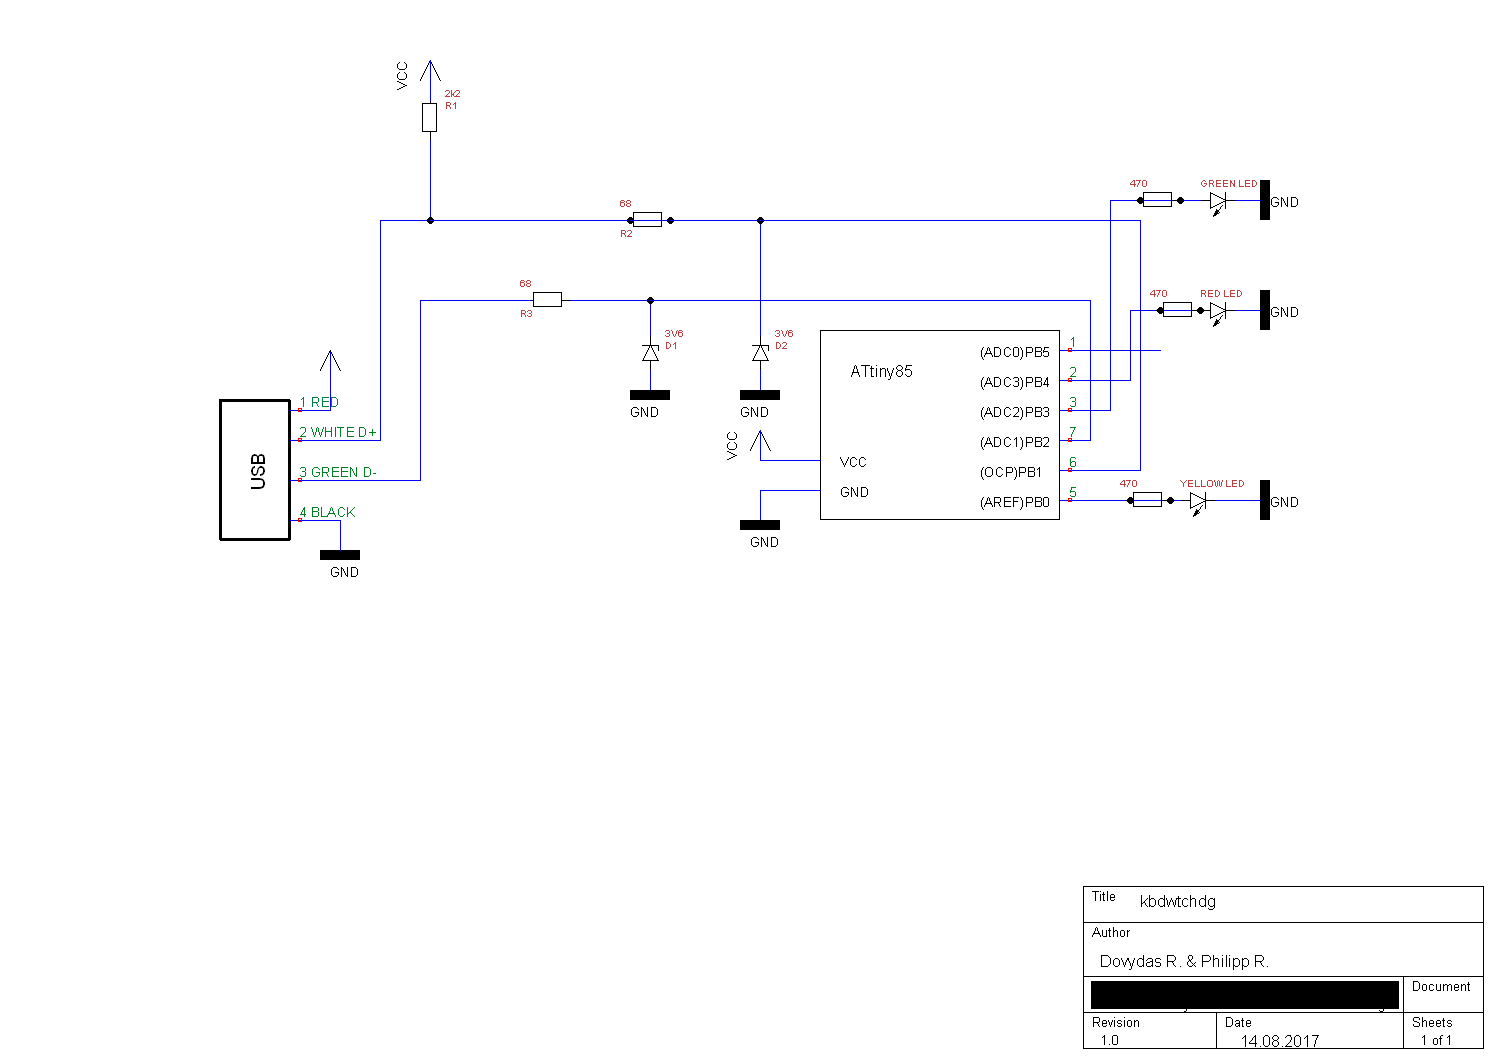 VCC
2k2
R1
68
R2
68
R3
3V6
D1
GND
3V6
D2
GND
USB
1 RED
2 WHITE D+
3 GREEN D-
4 BLACK
GND
ATtiny85
VCC
VCC
GND
GND
(ADC0)PB5 1
(ADC3)PB4 2
(ADC2)PB3 3
(ADC1)PB2 7
(OCP)PB1 6
(AREF)PB0 5
470 GREEN LED
GND
470 RED LED
GND
470 YELLOW LED
GND
Title kbdwtchdg
Author
Dovydas R. & Philipp R.
Document
Revision
1.0
Date
14.08.2017
Sheets
1 of 1